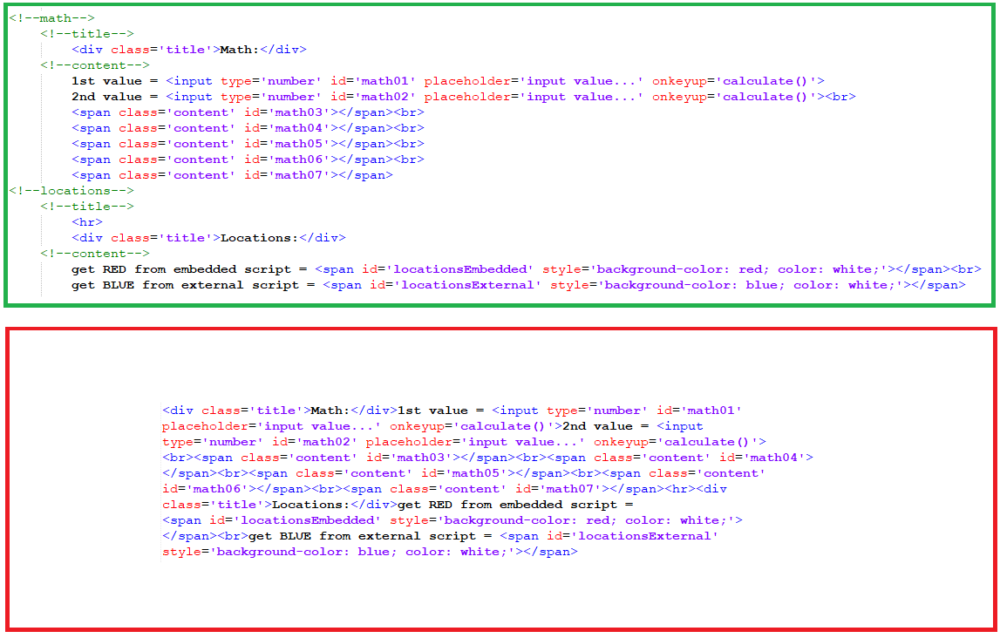 <!--math-->
<!--title-->
<div class='title'>Math:</div>
<!--content-->
1st value = <input type='number' id='math01' placeholder='input value...' onkeyup='calculate()'>
2nd value = <input type='number' id='math02' placeholder='input value...' onkeyup='calculate()'><br>
<span class='content' id='math03'></span><br>
<span class='content' id='math04'></span><br>
<span class='content' id='math05'></span><br>
<span class='content' id='math06'></span><br>
<span class='content' id='math07'></span>
<!--locations-->
<!--title-->
<hr>
<div class='title'>Locations:</div>
<!--content-->
get RED from embedded script = <span id='locationsEmbedded' style='background-color: red; color: white;'></span><br>
get BLUE from external script = <span id='locationsExternal' style='background-color: blue; color: white;'></span>
<div class='title'>Math:</div>1st value = <input type='number' id='math01'
placeholder='input value...' onkeyup='calculate()'>2nd value = <input
type='number' id='math02' placeholder='input value...' onkeyup='calculate()'>
<br><span class='content' id='math03'></span><br><span class='content' id='math04'>
</span><br><span class='content' id='math05'></span><br><span class='content'
id='math06'></span><br><span class='content' id='math07'></span><hr><div
class='title'>Locations:</div>get RED from embedded script =
<span id='locationsEmbedded' style='background-color: red; color: white;'>
</span><br>get BLUE from external script = <span id='locationsExternal'
style='background-color: blue; color: white;'></span>